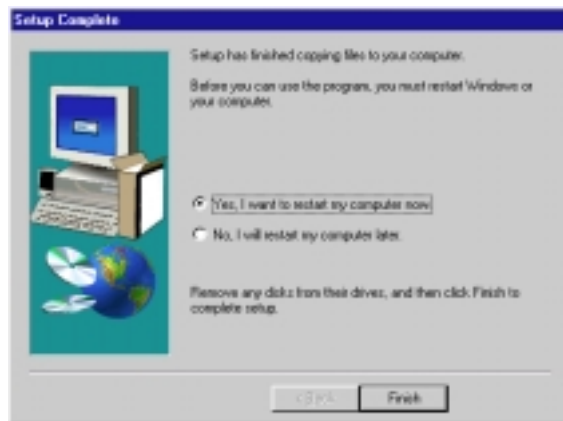 Setup Complete
Setup has finished copying files to your computer.
Before you can use the program, you must restart Windows or
your computer.
Yes, I want to restart my computer now.
No, I will restart my computer later.
Remove any disks from their drives, and then click Finish to
complete setup.
< Back
Finish